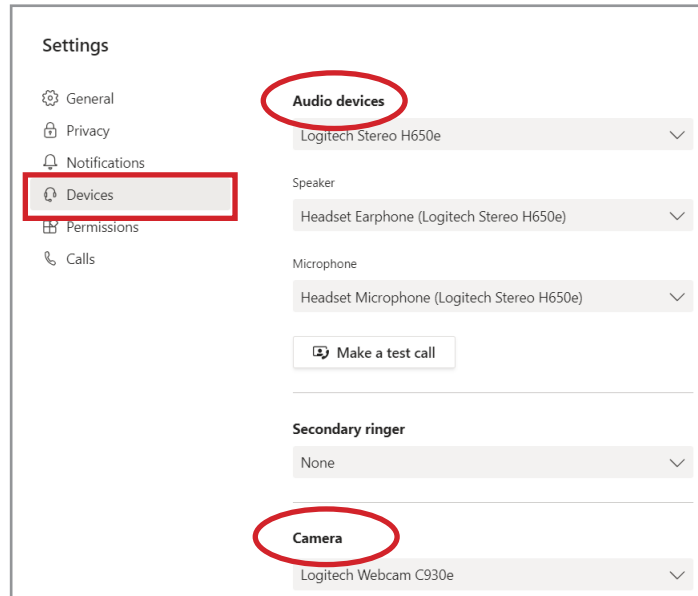 Settings
General
Privacy
Notifications
Devices
Permissions
Calls
Audio devices
Logitech Stereo H650e
Speaker
Headset Earphone (Logitech Stereo H650e)
Microphone
Headset Microphone (Logitech Stereo H650e)
Make a test call
Secondary ringer
None
Camera
Logitech Webcam C930e